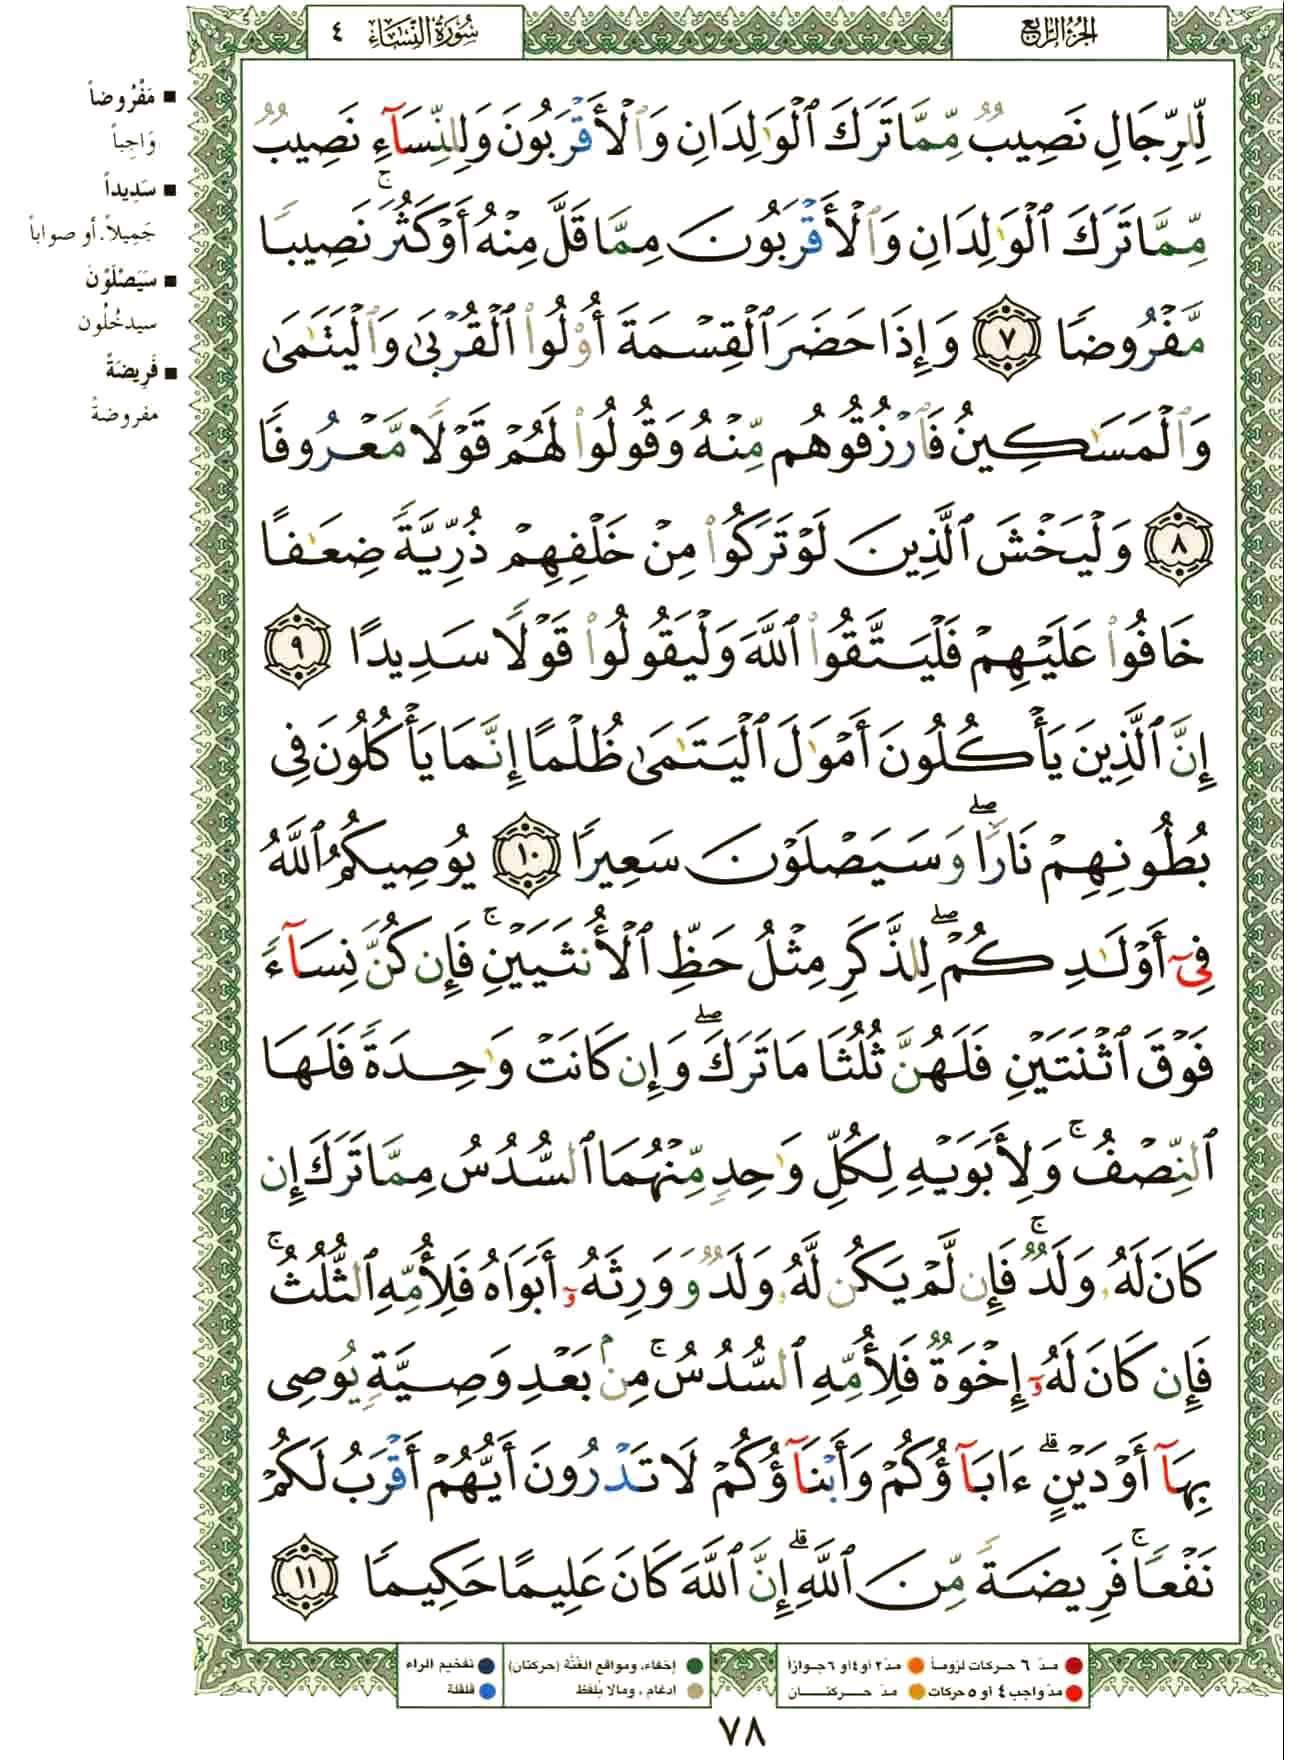 الجزء الرابع
سورة النساء ٤
لِّلرِّجَالِ نَصِيبٌ مِّمَّا تَرَكَ ٱلْوَٰلِدَانِ وَٱلْأَقْرَبُونَ وَلِلنِّسَآءِ نَصِيبٌ
مِّمَّا تَرَكَ ٱلْوَٰلِدَانِ وَٱلْأَقْرَبُونَ مِمَّا قَلَّ مِنْهُ أَوْ كَثُرَ ۚ نَصِيبًا
مَّفْرُوضًا ٧ وَإِذَا حَضَرَ ٱلْقِسْمَةَ أُو۟لُوا۟ ٱلْقُرْبَىٰ وَٱلْيَتَٰمَىٰ
وَٱلْمَسَٰكِينُ فَٱرْزُقُوهُم مِّنْهُ وَقُولُوا۟ لَهُمْ قَوْلًا مَّعْرُوفًا
٨ وَلْيَخْشَ ٱلَّذِينَ لَوْ تَرَكُوا۟ مِنْ خَلْفِهِمْ ذُرِّيَّةً ضِعَٰفًا
خَافُوا۟ عَلَيْهِمْ فَلْيَتَّقُوا۟ ٱللَّهَ وَلْيَقُولُوا۟ قَوْلًا سَدِيدًا ٩
إِنَّ ٱلَّذِينَ يَأْكُلُونَ أَمْوَٰلَ ٱلْيَتَٰمَىٰ ظُلْمًا إِنَّمَا يَأْكُلُونَ فِى
بُطُونِهِمْ نَارًا ۖ وَسَيَصْلَوْنَ سَعِيرًا ١٠ يُوصِيكُمُ ٱللَّهُ
فِىٓ أَوْلَٰدِكُمْ ۖ لِلذَّكَرِ مِثْلُ حَظِّ ٱلْأُنثَيَيْنِ ۚ فَإِن كُنَّ نِسَآءً
فَوْقَ ٱثْنَتَيْنِ فَلَهُنَّ ثُلُثَا مَا تَرَكَ ۖ وَإِن كَانَتْ وَٰحِدَةً فَلَهَا
ٱلنِّصْفُ ۚ وَلِأَبَوَيْهِ لِكُلِّ وَٰحِدٍ مِّنْهُمَا ٱلسُّدُسُ مِمَّا تَرَكَ إِن
كَانَ لَهُۥ وَلَدٌ ۚ فَإِن لَّمْ يَكُن لَّهُۥ وَلَدٌ وَوَرِثَهُۥٓ أَبَوَاهُ فَلِأُمِّهِ ٱلثُّلُثُ ۚ
فَإِن كَانَ لَهُۥٓ إِخْوَةٌ فَلِأُمِّهِ ٱلسُّدُسُ ۚ مِنۢ بَعْدِ وَصِيَّةٍ يُوصِى
بِهَآ أَوْ دَيْنٍ ۗ ءَابَآؤُكُمْ وَأَبْنَآؤُكُمْ لَا تَدْرُونَ أَيُّهُمْ أَقْرَبُ لَكُمْ
نَفْعًا ۚ فَرِيضَةً مِّنَ ٱللَّهِ ۗ إِنَّ ٱللَّهَ كَانَ عَلِيمًا حَكِيمًا ١١
■ مَفْرُوضاً
وَاجِباً
■ سَدِيداً
جَمِيلاً. أو صواباً
■ سَيَصْلَوْنَ
سيدخُلُون
■ فَرِيضَةً
مفروضةً
مدّ ٦ حركات لزوماً ● مدّ ٢ أو ٤ أو ٦ جوازاً
مدّ واجب ٤ أو ٥ حركات ● مدّ حركتان
إخفاء، ومواقع الغُنَّة (حركتان)
إدغام، وما لا يُلفَظ
تفخيم الراء
قلقلة
٧٨